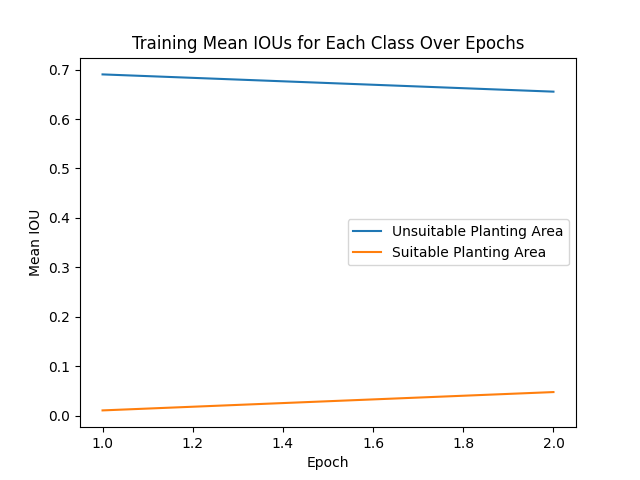 Training Mean IOUs for Each Class Over Epochs
0.7
0.6
0.5
0.4
0.3
0.2
0.1
0.0
Mean IOU
Unsuitable Planting Area
Suitable Planting Area
1.0 1.2 1.4 1.6 1.8 2.0
Epoch